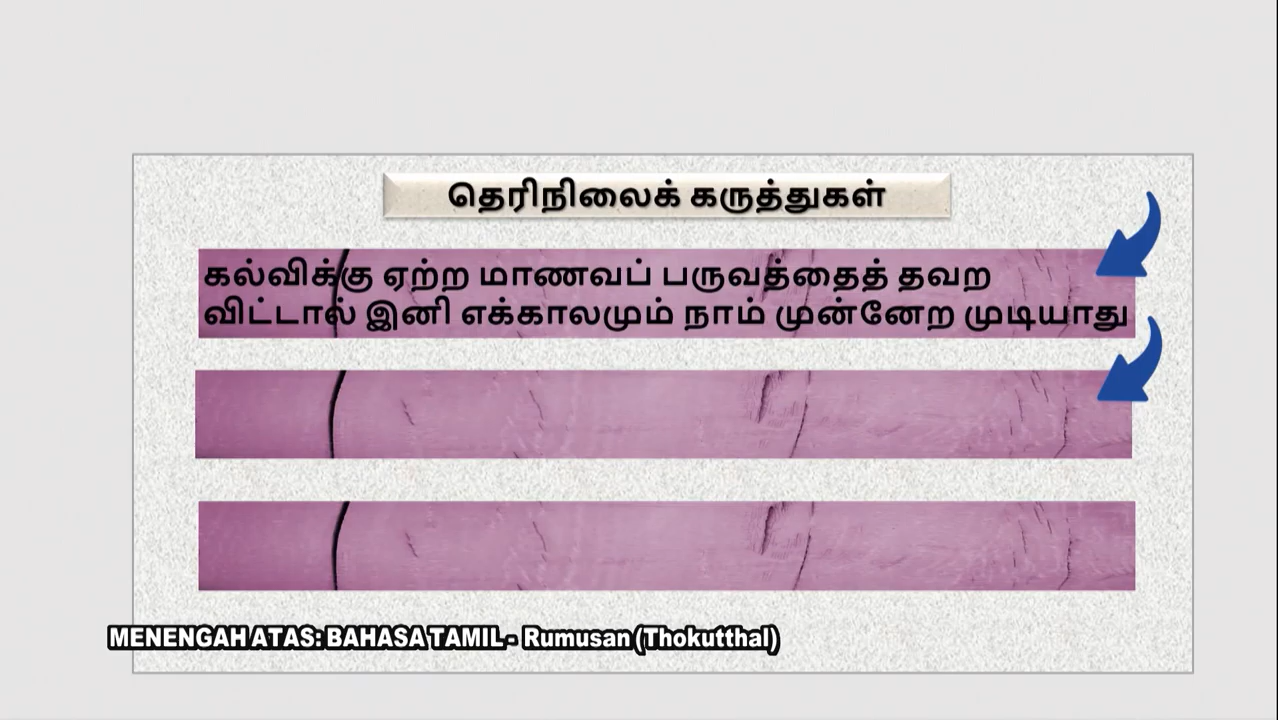 தெரிநிலைக் கருத்துகள்
கல்விக்கு ஏற்ற மாணவப் பருவத்தைத் தவற
விட்டால் இனி எக்காலமும் நாம் முன்னேற முடியாது
MENENGAH ATAS: BAHASA TAMIL - Rumusan (Thokutthal)